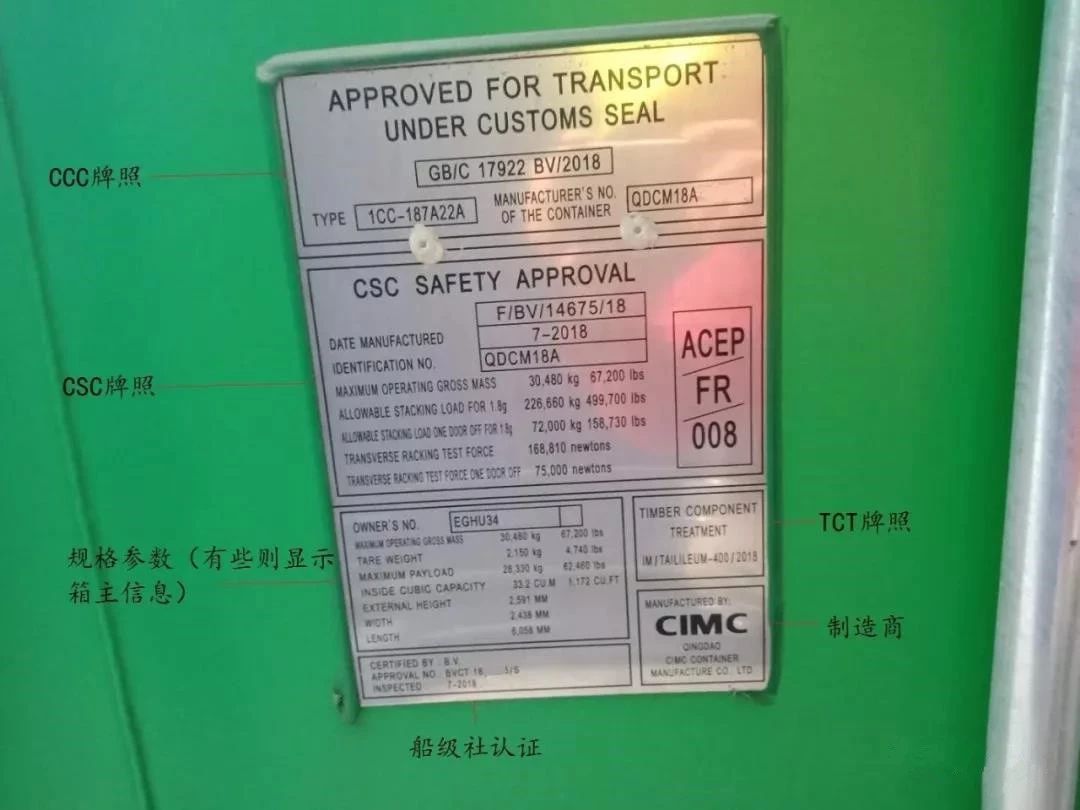 APPROVED FOR TRANSPORT
UNDER CUSTOMS SEAL
GB/C 17922 BV/2018
TYPE 1CC-187A22A MANUFACTURER'S NO. OF THE CONTAINER QDCM18A
CCC牌照
CSC SAFETY APPROVAL
F/BV/14675/18
DATE MANUFACTURED 7-2018
IDENTIFICATION NO. QDCM18A
MAXIMUM OPERATING GROSS MASS 30,480 kg 67,200 lbs
ALLOWABLE STACKING LOAD FOR 1.8g 226,660 kg 499,700 lbs
ALLOWABLE STACKING LOAD ONE DOOR OFF FOR 1.8g 72,000 kg 158,730 lbs
TRANSVERSE RACKING TEST FORCE 168,810 newtons
TRANSVERSE RACKING TEST FORCE ONE DOOR OFF 75,000 newtons
ACEP
FR
008
CSC牌照
OWNER'S NO. EGHU34
MAXIMUM OPERATING GROSS MASS 30,480 kg 67,200 lbs
TARE WEIGHT 2,150 kg 4,740 lbs
MAXIMUM PAYLOAD 28,330 kg 62,460 lbs
INSIDE CUBIC CAPACITY 33.2 CU.M 1,172 CU.FT
EXTERNAL HEIGHT 2,591 MM
WIDTH 2,438 MM
LENGTH 6,058 MM
规格参数（有些则显示
箱主信息）
TIMBER COMPONENT
TREATMENT
IM/TAILILEUM-400/2018
TCT牌照
MANUFACTURED BY:
CIMC
QINGDAO
CIMC CONTAINER
MANUFACTURE CO., LTD
制造商
CERTIFIED BY : B.V.
APPROVAL NO. BVCT 18
INSPECTED 7-2018
船级社认证